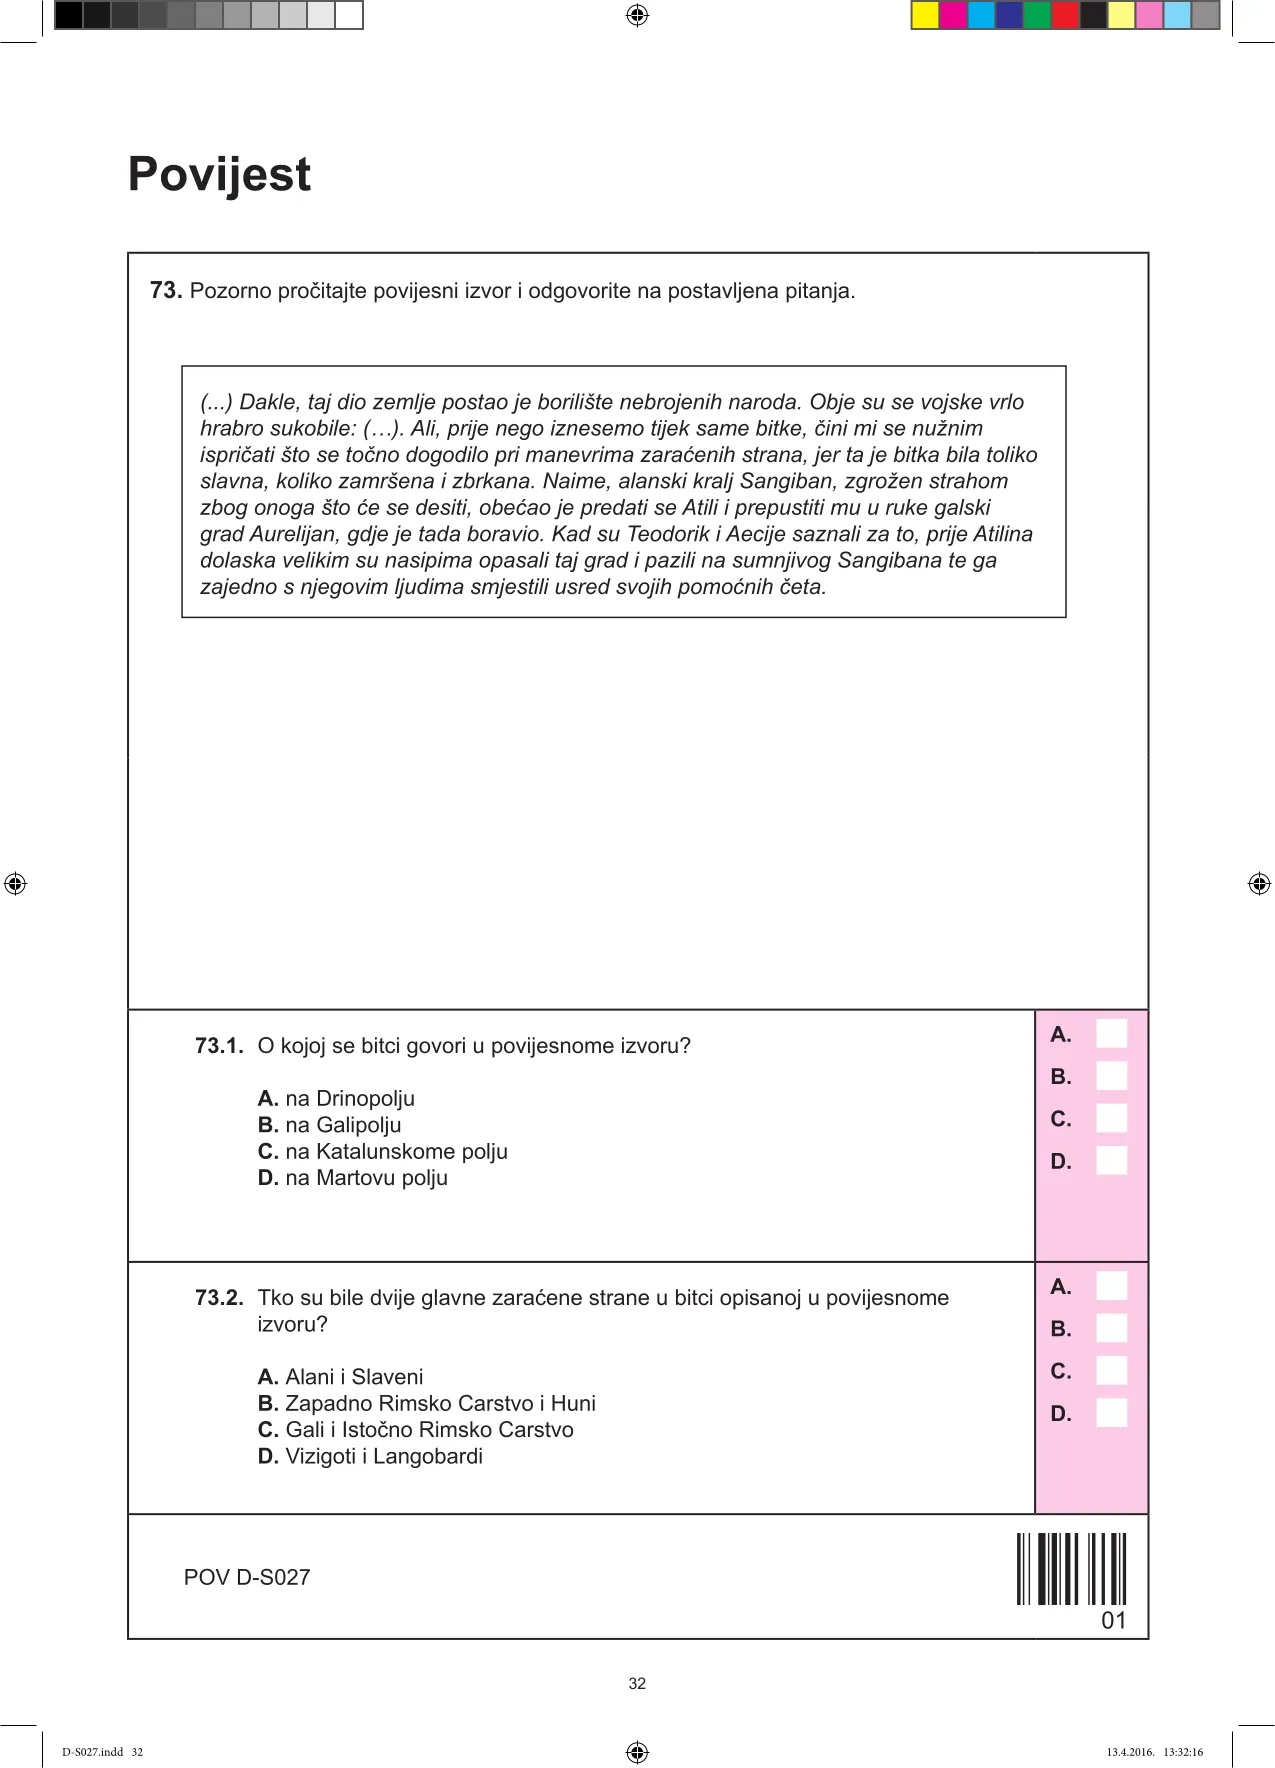 Povijest
73. Pozorno pročitajte povijesni izvor i odgovorite na postavljena pitanja.
(...) Dakle, taj dio zemlje postao je borilište nebrojenih naroda. Obje su se vojske vrlo
hrabro sukobile: (…). Ali, prije nego iznesemo tijek same bitke, čini mi se nužnim
ispričati što se točno dogodilo pri manevrima zaraćenih strana, jer ta je bitka bila toliko
slavna, koliko zamršena i zbrkana. Naime, alanski kralj Sangiban, zgrožen strahom
zbog onoga što će se desiti, obećao je predati se Atili i prepustiti mu u ruke galski
grad Aurelijan, gdje je tada boravio. Kad su Teodorik i Aecije saznali za to, prije Atilina
dolaska velikim su nasipima opasali taj grad i pazili na sumnjivog Sangibana te ga
zajedno s njegovim ljudima smjestili usred svojih pomoćnih četa.
73.1. O kojoj se bitci govori u povijesnome izvoru?
A. na Drinopolju
B. na Galipolju
C. na Katalunskome polju
D. na Martovu polju
A.
B.
C.
D.
73.2. Tko su bile dvije glavne zaraćene strane u bitci opisanoj u povijesnome
izvoru?
A. Alani i Slaveni
B. Zapadno Rimsko Carstvo i Huni
C. Gali i Istočno Rimsko Carstvo
D. Vizigoti i Langobardi
A.
B.
C.
D.
POV D-S027
01
32
D-S027.indd 32
13.4.2016. 13:32:16